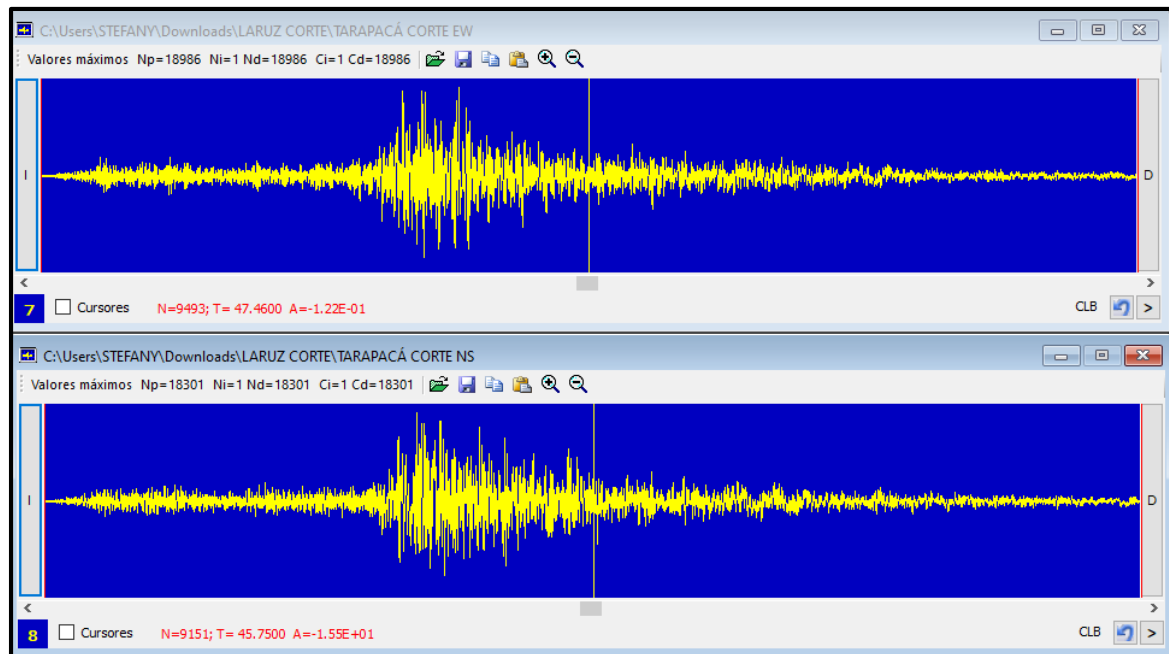 C:\Users\STEFANY\Downloads\LARUZ CORTE\TARAPACÁ CORTE EW
Valores máximos Np=18986 Ni=1 Nd=18986 Ci=1 Cd=18986
I
D
<
>
7 Cursores N=9493; T= 47.4600 A=-1.22E-01 CLB >
C:\Users\STEFANY\Downloads\LARUZ CORTE\TARAPACÁ CORTE NS
Valores máximos Np=18301 Ni=1 Nd=18301 Ci=1 Cd=18301
I
D
<
>
8 Cursores N=9151; T= 45.7500 A=-1.55E+01 CLB >